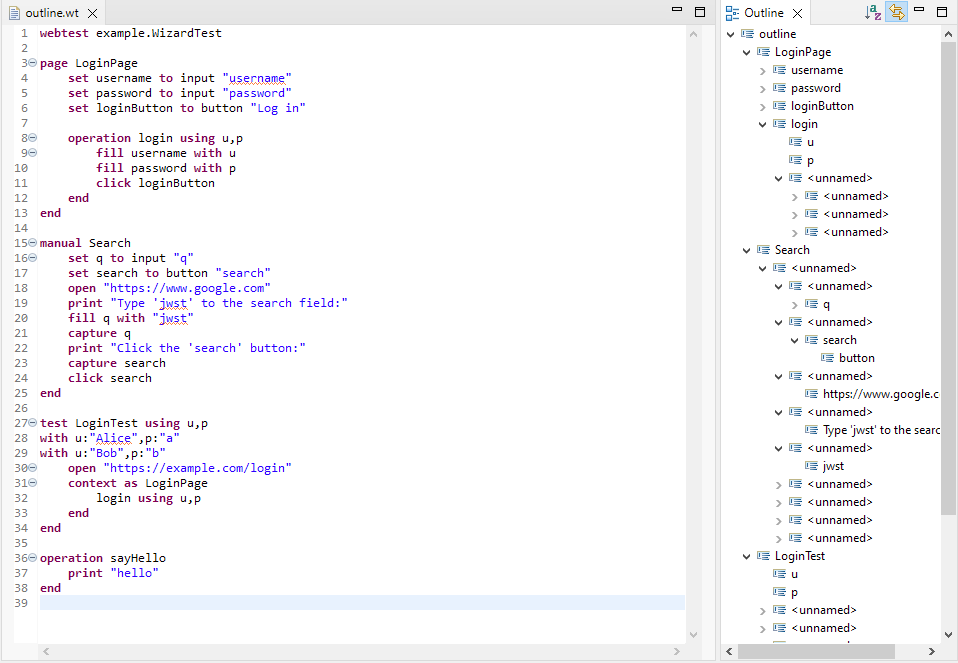 outline.wt
1 webtest example.WizardTest
2
3 page LoginPage
4 set username to input "username"
5 set password to input "password"
6 set loginButton to button "Log in"
7
8 operation login using u,p
9 fill username with u
10 fill password with p
11 click loginButton
12 end
13 end
14
15 manual Search
16 set q to input "q"
17 set search to button "search"
18 open "https://www.google.com"
19 print "Type 'jwst' to the search field:"
20 fill q with "jwst"
21 capture q
22 print "Click the 'search' button:"
23 capture search
24 click search
25 end
26
27 test LoginTest using u,p
28 with u:"Alice",p:"a"
29 with u:"Bob",p:"b"
30 open "https://example.com/login"
31 context as LoginPage
32 login using u,p
33 end
34 end
35
36 operation sayHello
37 print "hello"
38 end
39
Outline
outline
LoginPage
username
password
loginButton
login
u
p
<unnamed>
<unnamed>
<unnamed>
<unnamed>
Search
<unnamed>
<unnamed>
q
<unnamed>
search
button
<unnamed>
https://www.google.c
<unnamed>
Type 'jwst' to the searc
<unnamed>
jwst
<unnamed>
<unnamed>
<unnamed>
<unnamed>
LoginTest
u
p
<unnamed>
<unnamed>